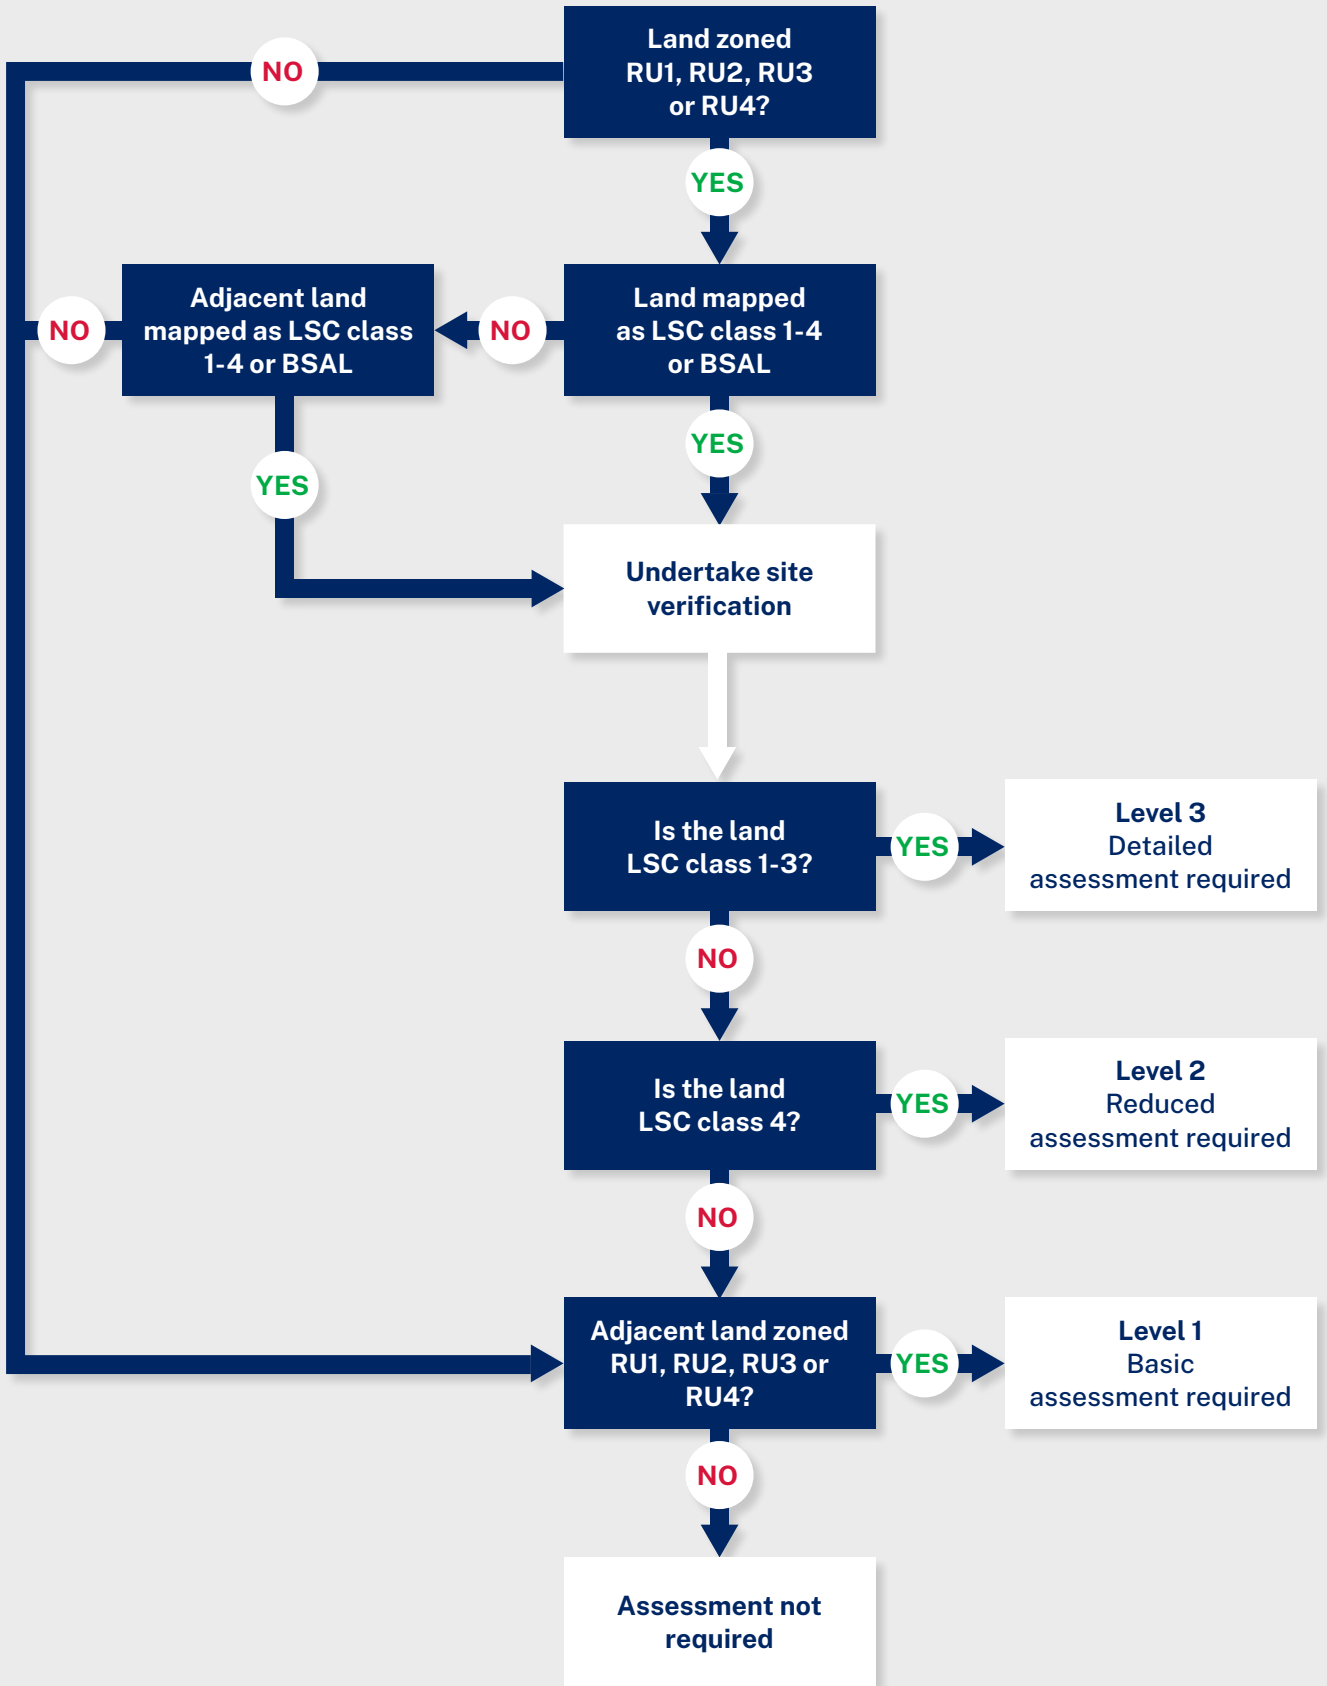 Land zoned
RU1, RU2, RU3
or RU4?
NO
YES
Adjacent land
mapped as LSC class
1-4 or BSAL
Land mapped
as LSC class 1-4
or BSAL
NO
NO
YES
YES
Undertake site
verification
Is the land
LSC class 1-3?
YES
Level 3
Detailed
assessment required
NO
Is the land
LSC class 4?
YES
Level 2
Reduced
assessment required
NO
Adjacent land zoned
RU1, RU2, RU3 or
RU4?
YES
Level 1
Basic
assessment required
NO
Assessment not
required